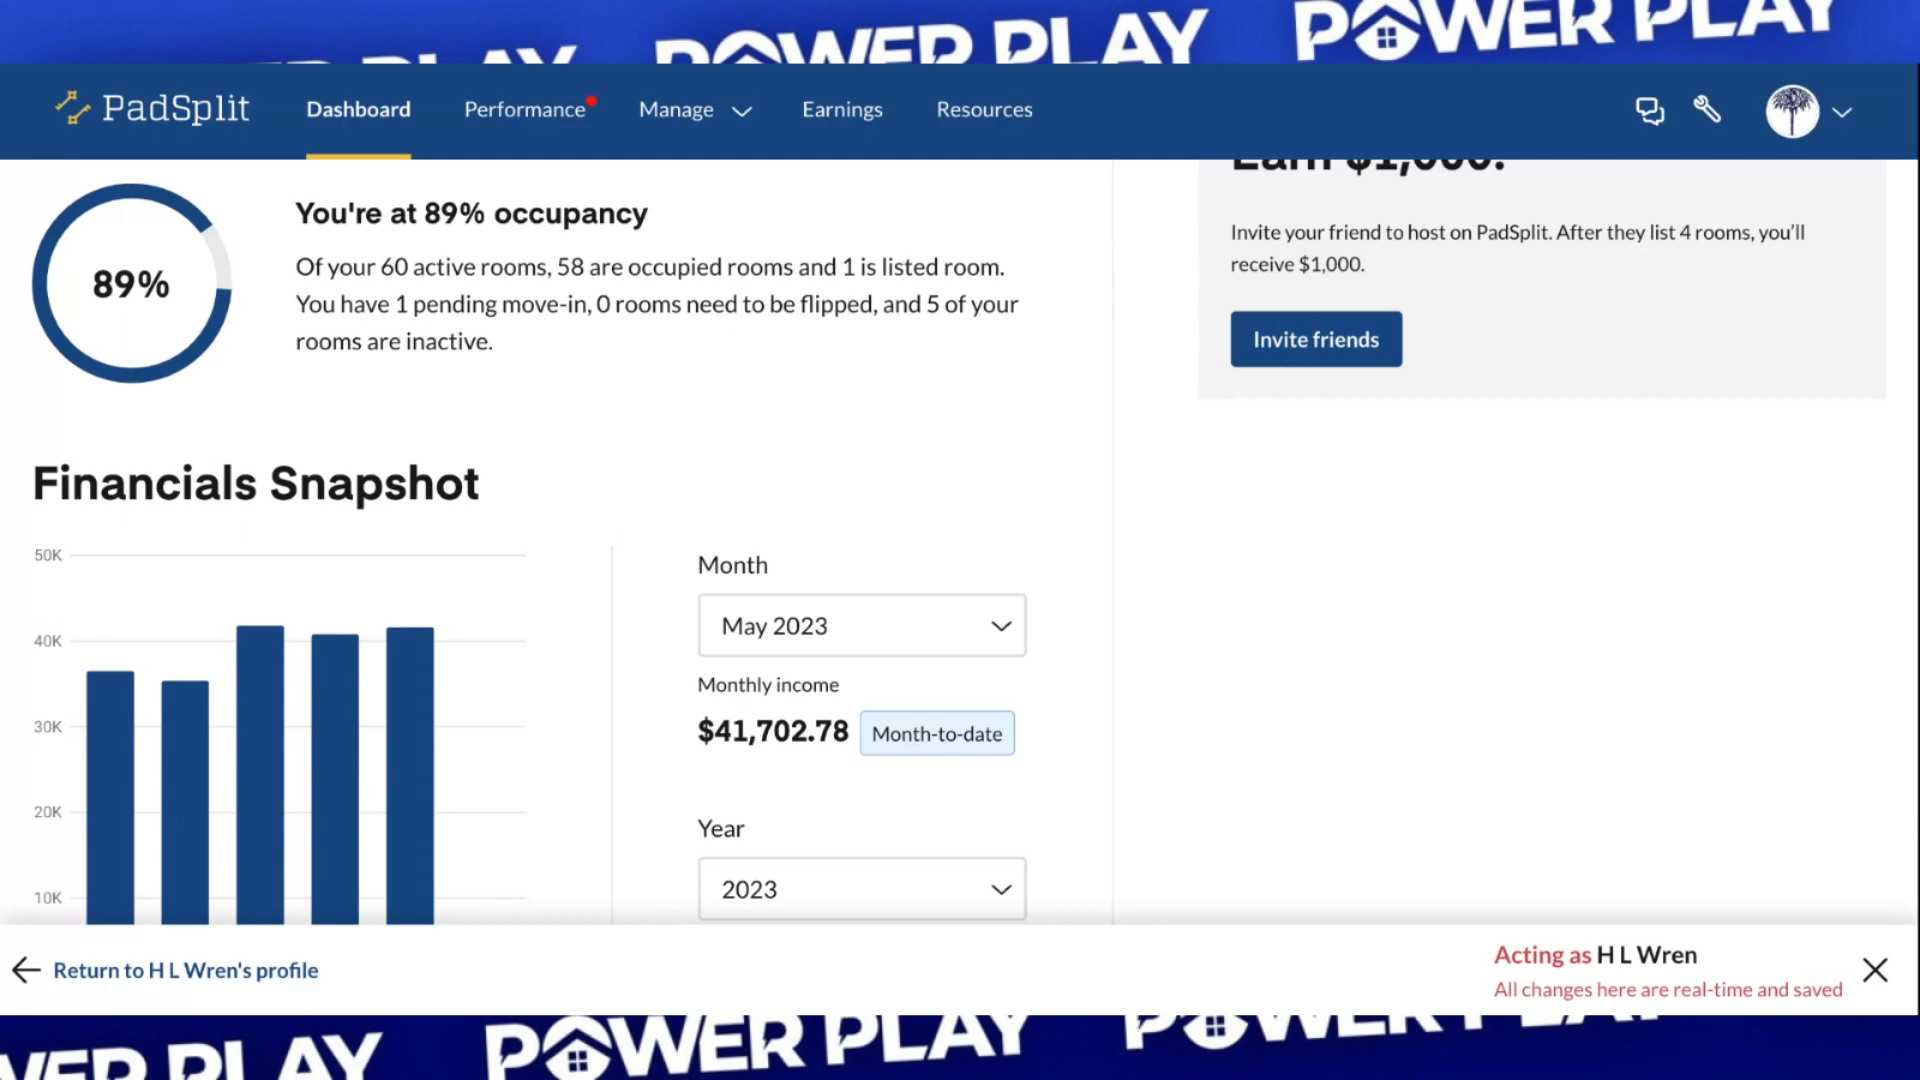 POWER PLAY
POWER PLAY
PadSplit
Dashboard
Performance
Manage
Earnings
Resources
89%
You're at 89% occupancy
Of your 60 active rooms, 58 are occupied rooms and 1 is listed room.
You have 1 pending move-in, 0 rooms need to be flipped, and 5 of your
rooms are inactive.
Earn $1,000.
Invite your friend to host on PadSplit. After they list 4 rooms, you'll
receive $1,000.
Invite friends
Financials Snapshot
50K
40K
30K
20K
10K
Month
May 2023
Monthly income
$41,702.78
Month-to-date
Year
2023
Return to H L Wren's profile
Acting as H L Wren
All changes here are real-time and saved
POWER PLAY